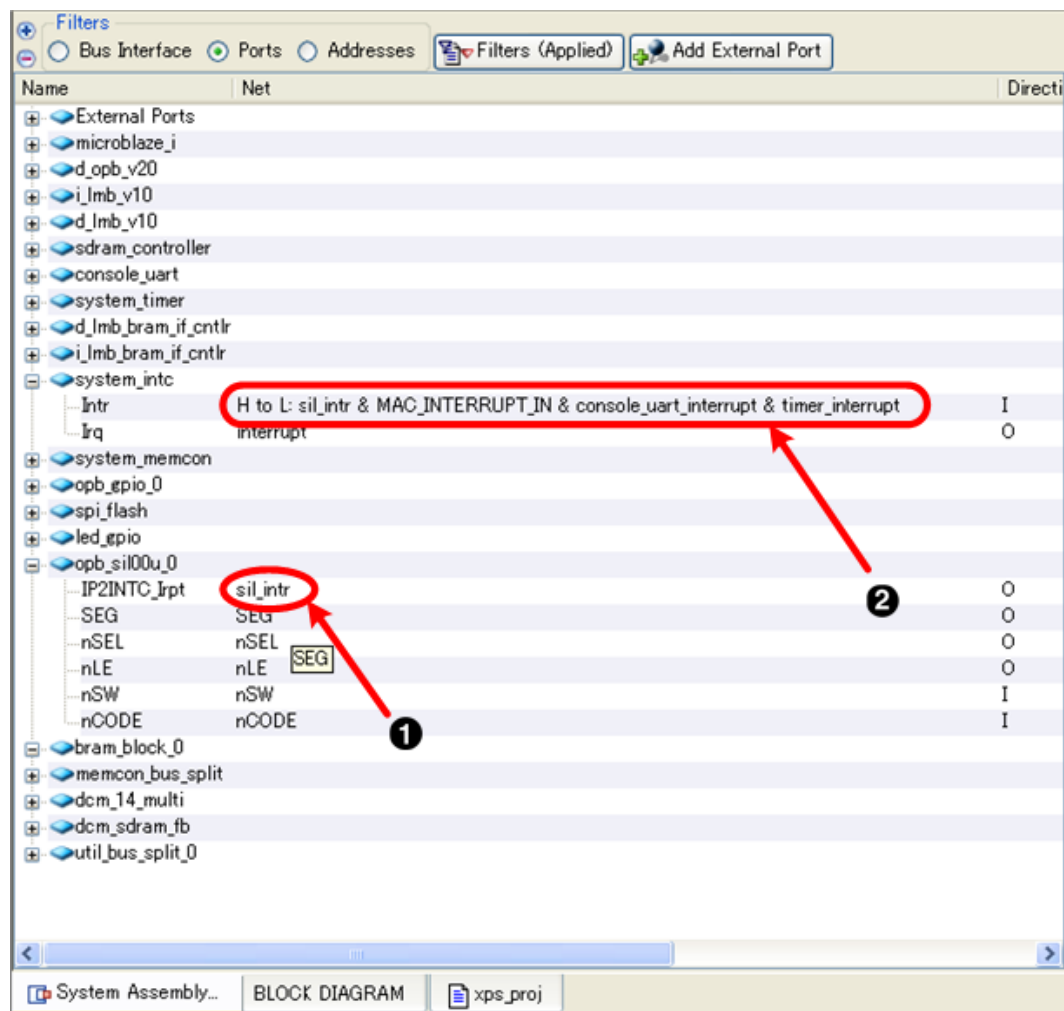 Filters
Bus Interface Ports Addresses Filters (Applied) Add External Port
Name Net Directi
External Ports
microblaze_i
d_opb_v20
i_lmb_v10
d_lmb_v10
sdram_controller
console_uart
system_timer
d_lmb_bram_if_cntlr
i_lmb_bram_if_cntlr
system_intc
Intr H to L: sil_intr & MAC_INTERRUPT_IN & console_uart_interrupt & timer_interrupt I
Irq interrupt O
system_memcon
opb_gpio_0
spi_flash
led_gpio
opb_sil00u_0
IP2INTC_Irpt sil_intr O
❷
SEG SEG O
nSEL nSEL O
SEG
nLE nLE O
nSW nSW I
nCODE nCODE I
❶
bram_block_0
memcon_bus_split
dcm_14_multi
dcm_sdram_fb
util_bus_split_0
System Assembly... BLOCK DIAGRAM xps_proj